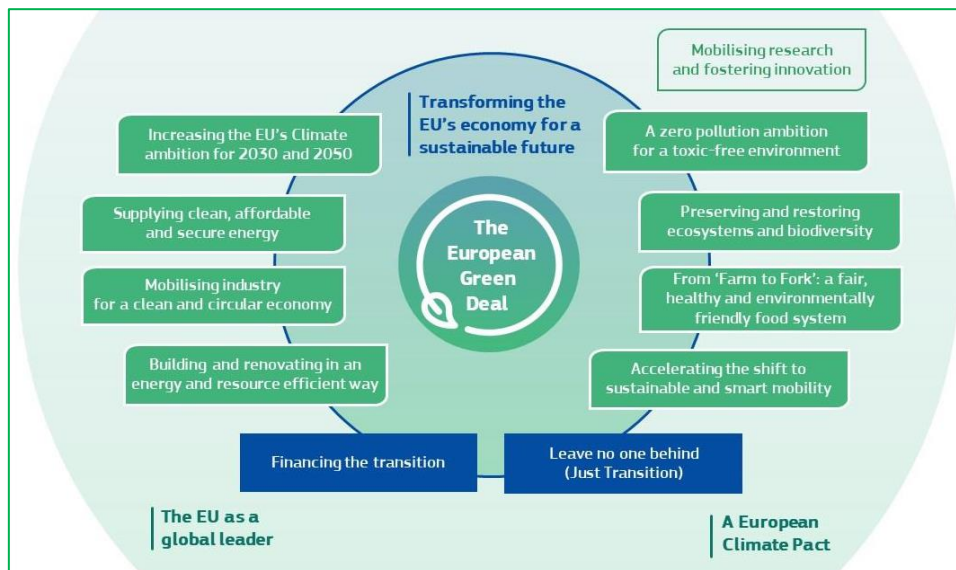 Mobilising research
and fostering innovation
Transforming the
EU's economy for a
sustainable future
Increasing the EU's Climate
ambition for 2030 and 2050
A zero pollution ambition
for a toxic-free environment
Supplying clean, affordable
and secure energy
Preserving and restoring
ecosystems and biodiversity
The
European
Green
Deal
Mobilising industry
for a clean and circular economy
From ‘Farm to Fork’: a fair,
healthy and environmentally
friendly food system
Building and renovating in an
energy and resource efficient way
Accelerating the shift to
sustainable and smart mobility
Financing the transition
Leave no one behind
(Just Transition)
The EU as a
global leader
A European
Climate Pact